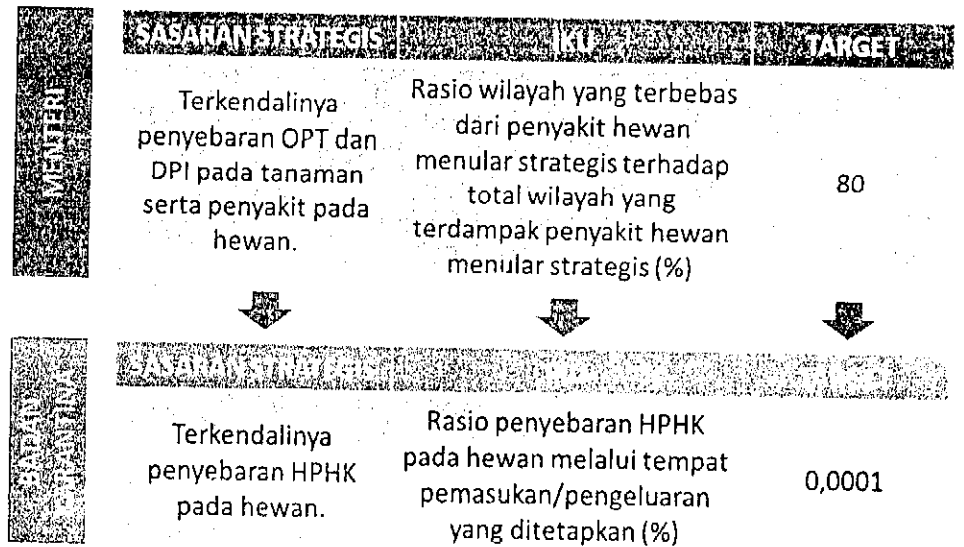 SASARAN STRATEGIS IKU TARGET
MENTERI
Terkendalinya
penyebaran OPT dan
DPI pada tanaman
serta penyakit pada
hewan.
Rasio wilayah yang terbebas
dari penyakit hewan
menular strategis terhadap
total wilayah yang
terdampak penyakit hewan
menular strategis (%)
80
SASARAN STRATEGIS
BADAN
KARANTINA
Terkendalinya
penyebaran HPHK
pada hewan.
Rasio penyebaran HPHK
pada hewan melalui tempat
pemasukan/pengeluaran
yang ditetapkan (%)
0,0001